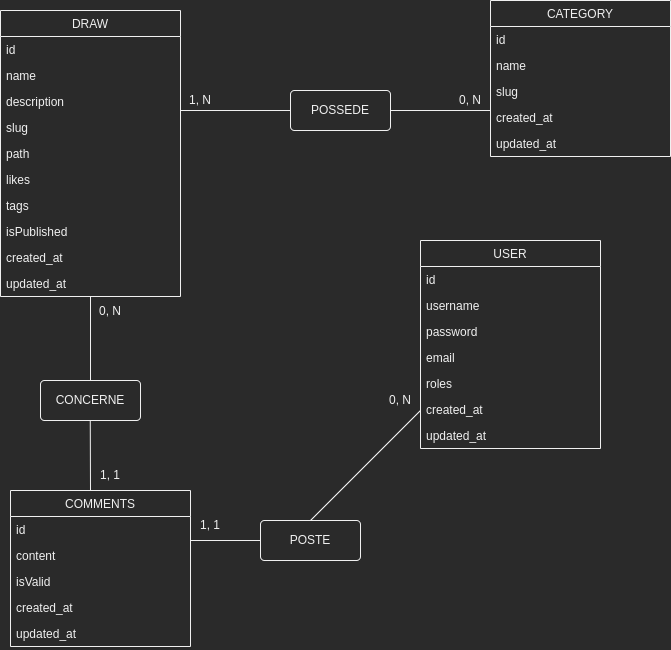 DRAW
id
name
description
slug
path
likes
tags
isPublished
created_at
updated_at
1, N
POSSEDE
0, N
CATEGORY
id
name
slug
created_at
updated_at
USER
id
username
password
email
roles
created_at
updated_at
0, N
CONCERNE
1, 1
0, N
COMMENTS
id
content
isValid
created_at
updated_at
1, 1
POSTE